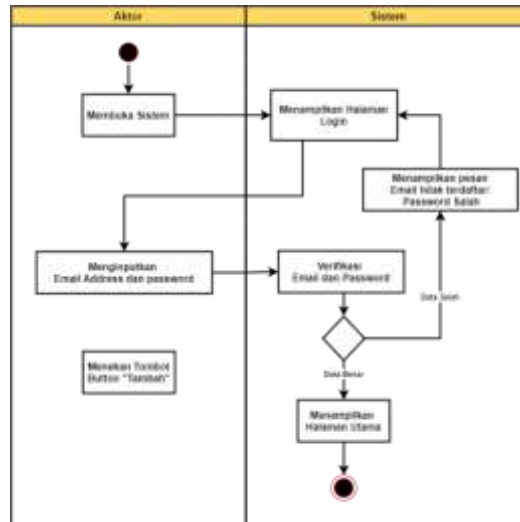 Aktor
Sistem
Membuka Sistem
Menampilkan Halaman
Login
Menampilkan pesan
Email tidak terdaftar/
Password Salah
Menginputkan
Email Address dan password
Verifikasi
Email dan Password
Data Salah
Menekan Tombol
Button "Tambah"
Data Benar
Menampilkan
Halaman Utama